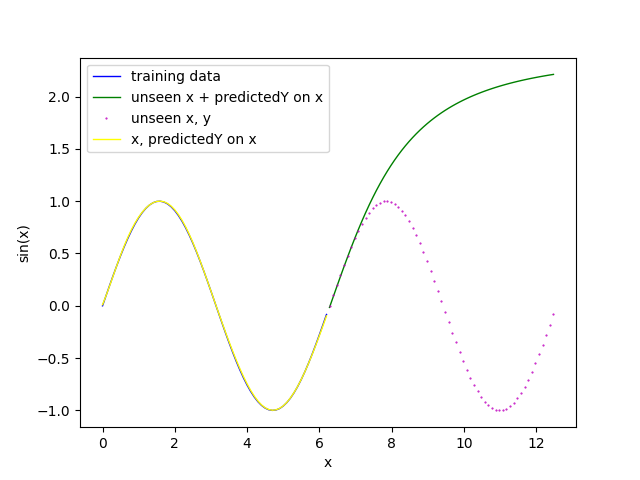 training data
unseen x + predictedY on x
unseen x, y
x, predictedY on x
2.0
1.5
1.0
0.5
0.0
−0.5
−1.0
sin(x)
0 2 4 6 8 10 12
x